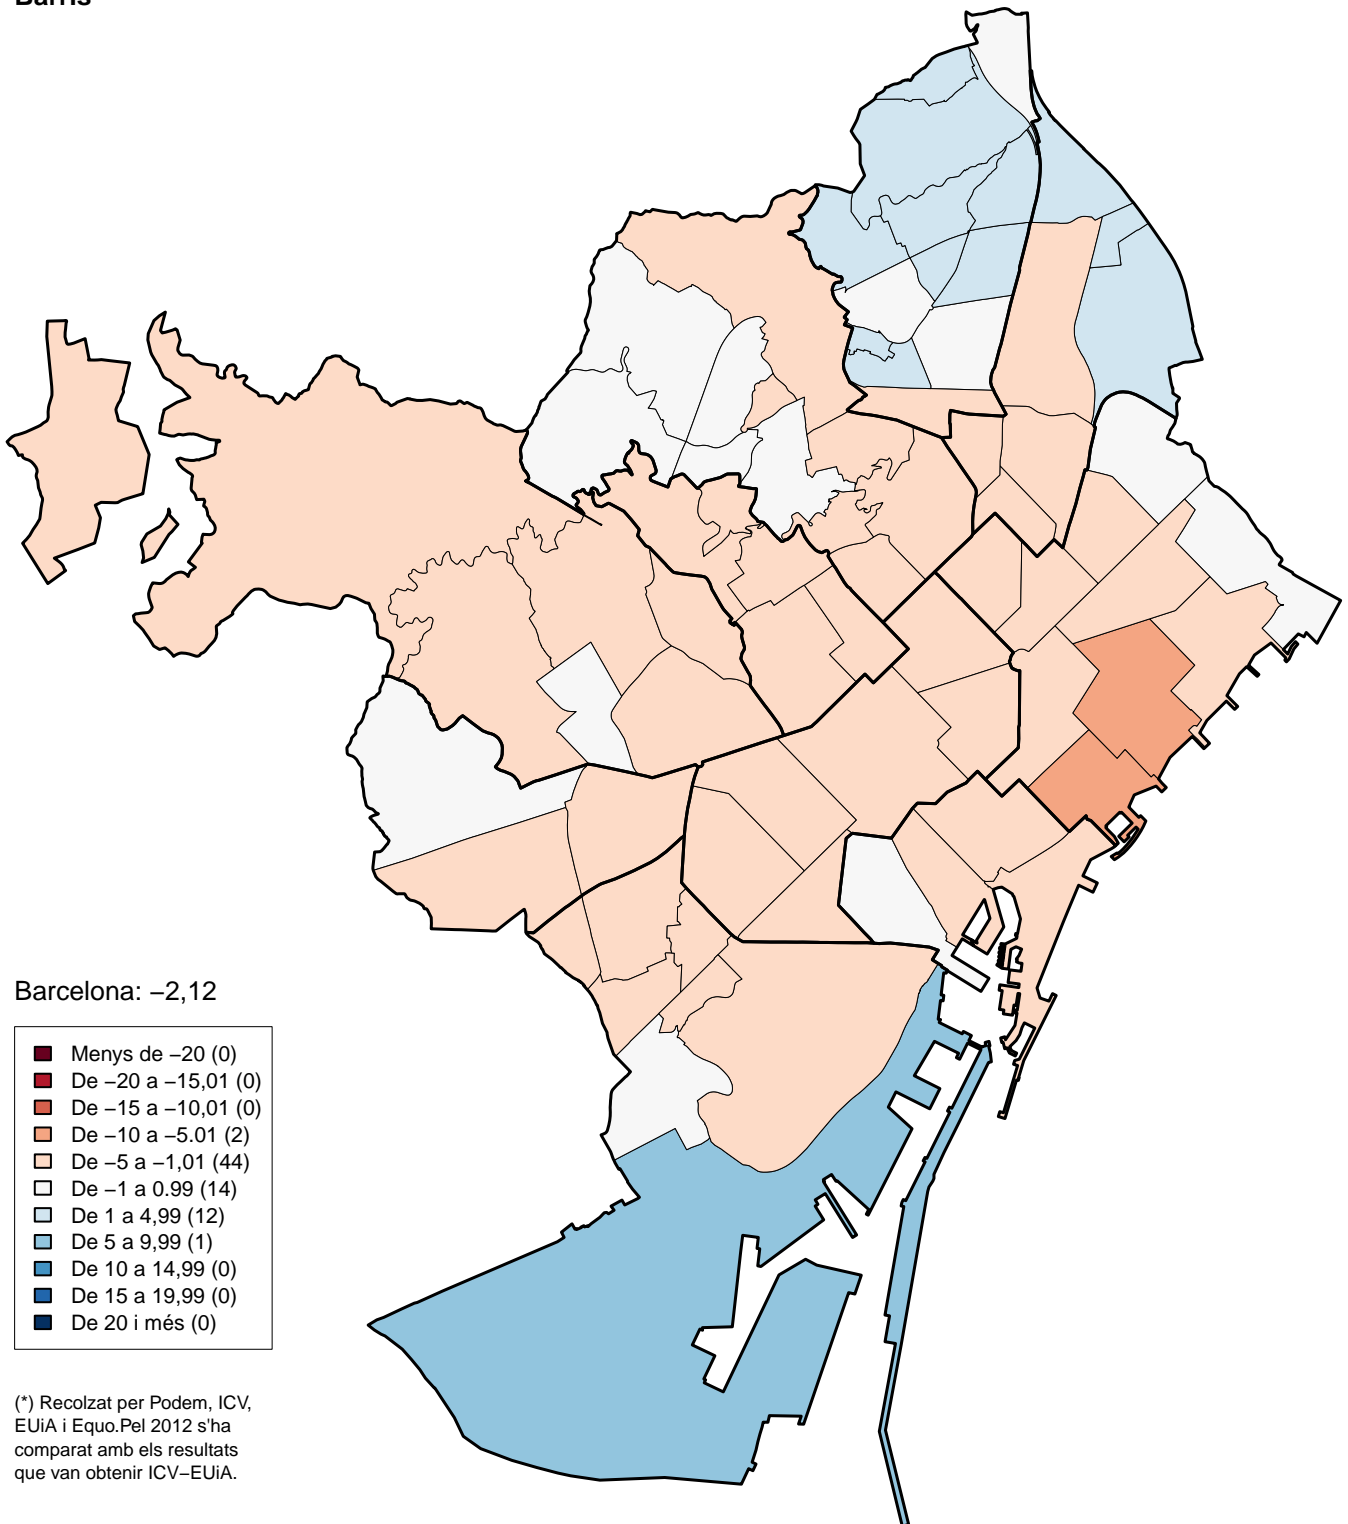 Barris
Barcelona: −2,12
Menys de −20 (0)
De −20 a −15,01 (0)
De −15 a −10,01 (0)
De −10 a −5.01 (2)
De −5 a −1,01 (44)
De −1 a 0.99 (14)
De 1 a 4,99 (12)
De 5 a 9,99 (1)
De 10 a 14,99 (0)
De 15 a 19,99 (0)
De 20 i més (0)
(*) Recolzat per Podem, ICV,
EUiA i Equo.Pel 2012 s'ha
comparat amb els resultats
que van obtenir ICV−EUiA.